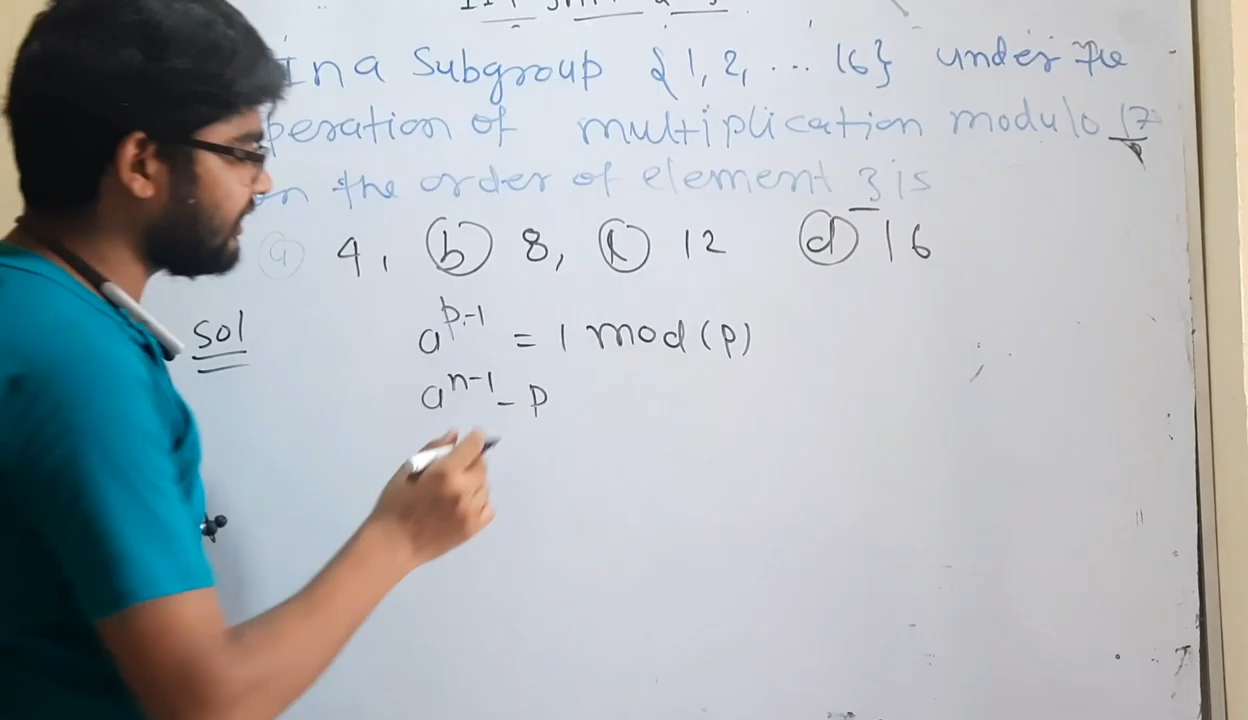 In a Subgroup {1, 2, ... 16} under the
peration of multiplication modulo 17
n the order of element 3 is
a 4, b 8, c 12 d 16
Sol a^{p-1} = 1 mod (p)
a^{n-1} - p